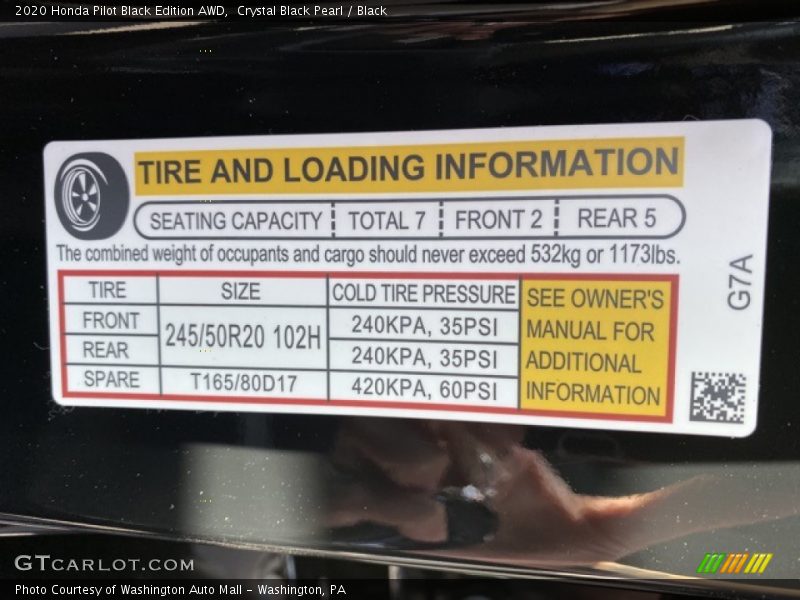 2020 Honda Pilot Black Edition AWD,  Crystal Black Pearl / Black
TIRE AND LOADING INFORMATION
SEATING CAPACITY TOTAL 7 FRONT 2 REAR 5
The combined weight of occupants and cargo should never exceed 532kg or 1173lbs.
TIRE SIZE COLD TIRE PRESSURE
FRONT 245/50R20 102H 240KPA, 35PSI
REAR 240KPA, 35PSI
SPARE T165/80D17 420KPA, 60PSI
SEE OWNER'S
MANUAL FOR
ADDITIONAL
INFORMATION
G7A
GTCARLOT.COM
Photo Courtesy of Washington Auto Mall – Washington, PA